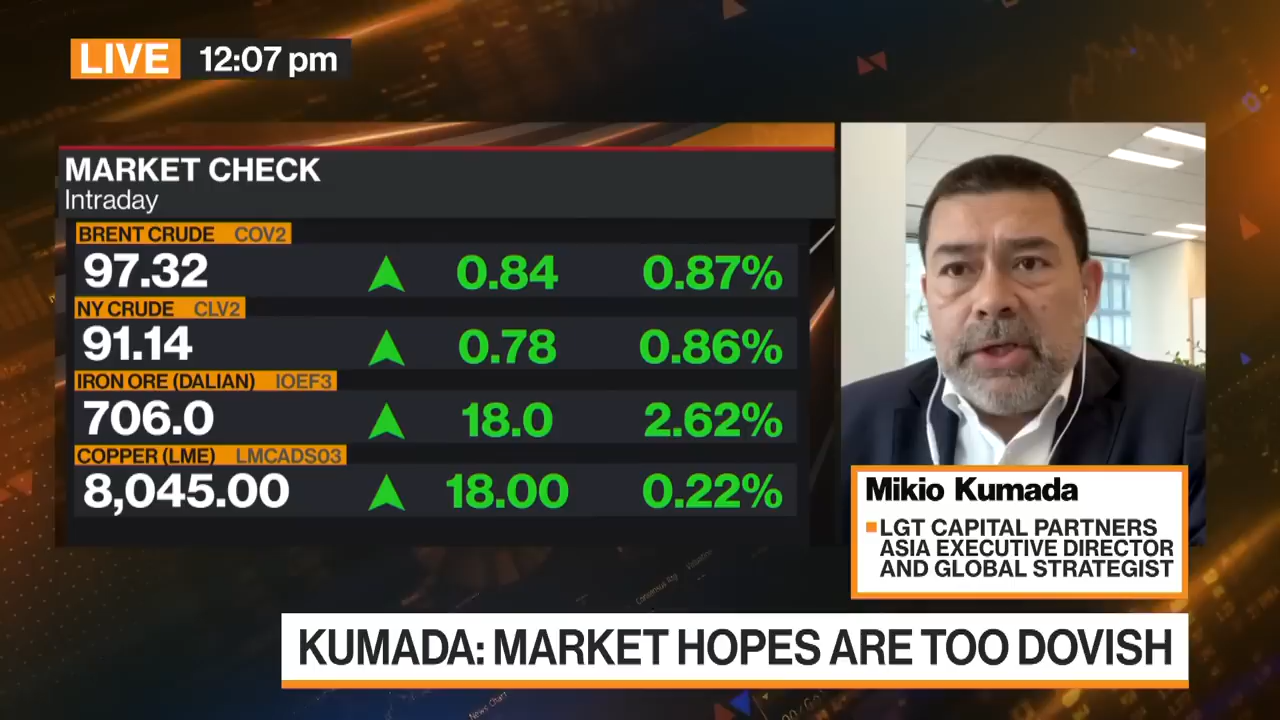 LIVE 12:07 pm
MARKET CHECK
Intraday
BRENT CRUDE COV2
97.32 0.84 0.87%
NY CRUDE CLV2
91.14 0.78 0.86%
IRON ORE (DALIAN) IOEF3
706.0 18.0 2.62%
COPPER (LME) LMCADS03
8,045.00 18.00 0.22%
Mikio Kumada
LGT CAPITAL PARTNERS
ASIA EXECUTIVE DIRECTOR
AND GLOBAL STRATEGIST
KUMADA: MARKET HOPES ARE TOO DOVISH
News Chart